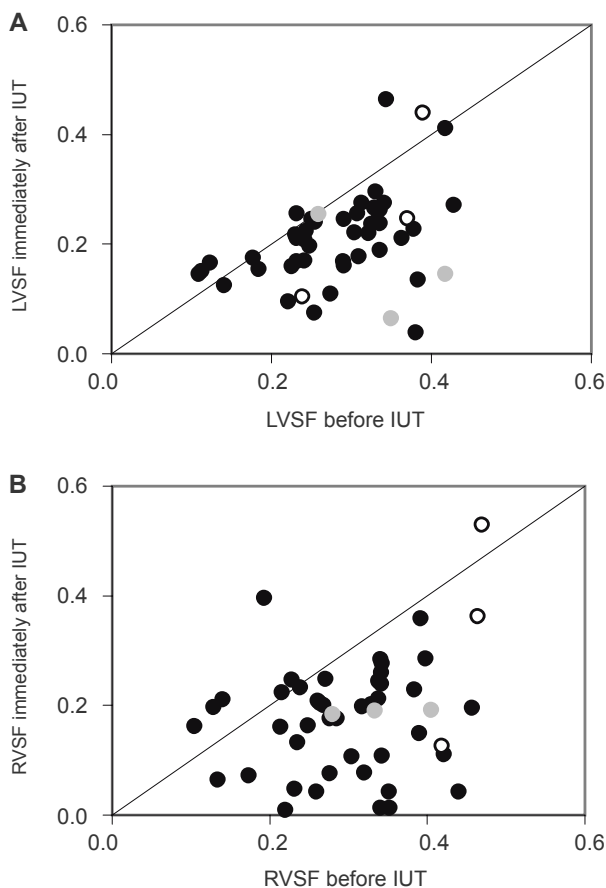 A
0.6
0.4
0.2
0.0
LVSF immediately after IUT
0.0 0.2 0.4 0.6
LVSF before IUT
B
0.6
0.4
0.2
0.0
RVSF immediately after IUT
0.0 0.2 0.4 0.6
RVSF before IUT